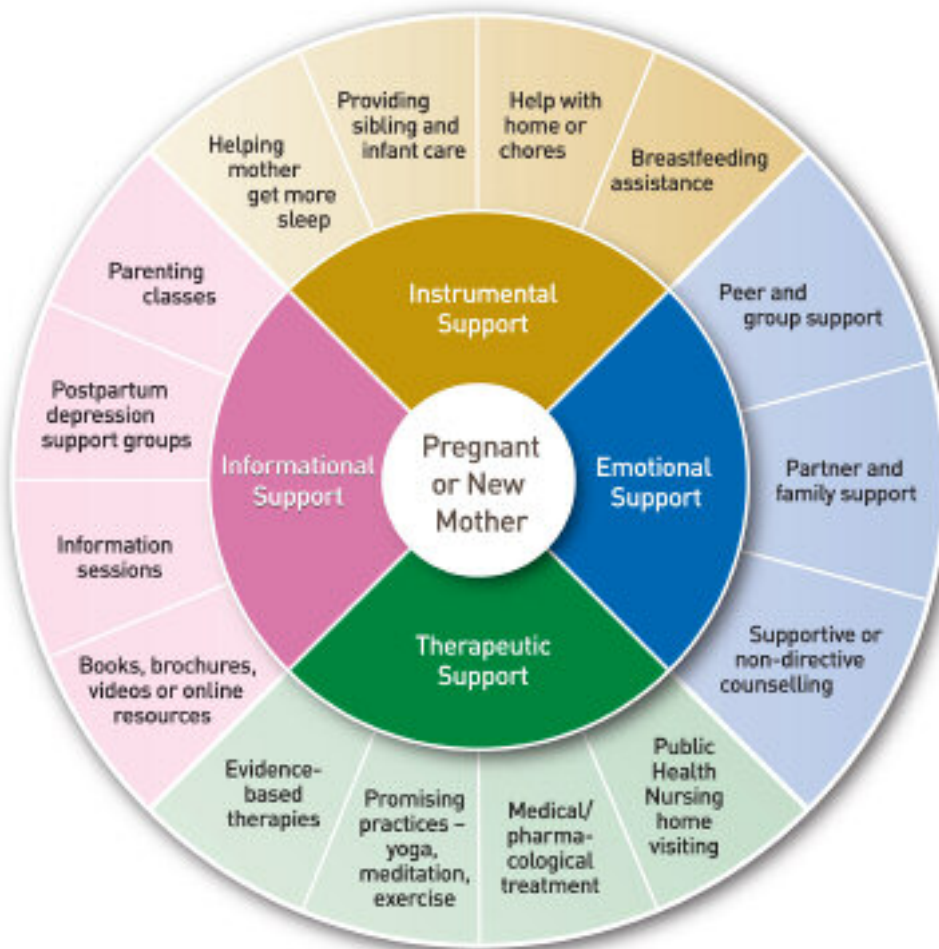 Providing
sibling and
infant care
Help with
home or
chores
Helping
mother
get more
sleep
Breastfeeding
assistance
Parenting
classes
Instrumental
Support
Peer and
group support
Postpartum
depression
support groups
Informational
Support
Pregnant
or New
Mother
Emotional
Support
Partner and
family support
Information
sessions
Therapeutic
Support
Supportive or
non-directive
counselling
Books, brochures,
videos or online
resources
Evidence-
based
therapies
Promising
practices –
yoga,
meditation,
exercise
Medical/
pharma-
cological
treatment
Public
Health
Nursing
home
visiting